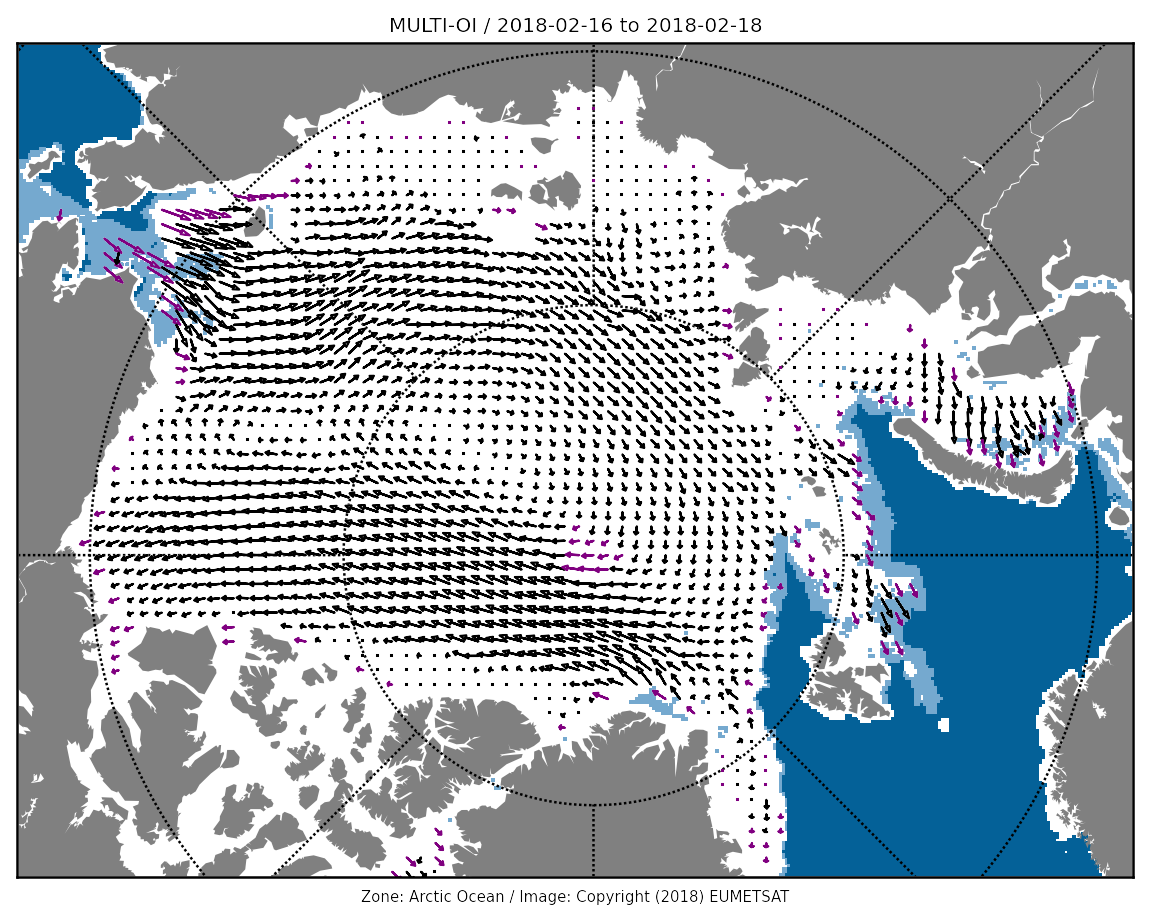 MULTI-OI / 2018-02-16 to 2018-02-18
Zone: Arctic Ocean / Image: Copyright (2018) EUMETSAT